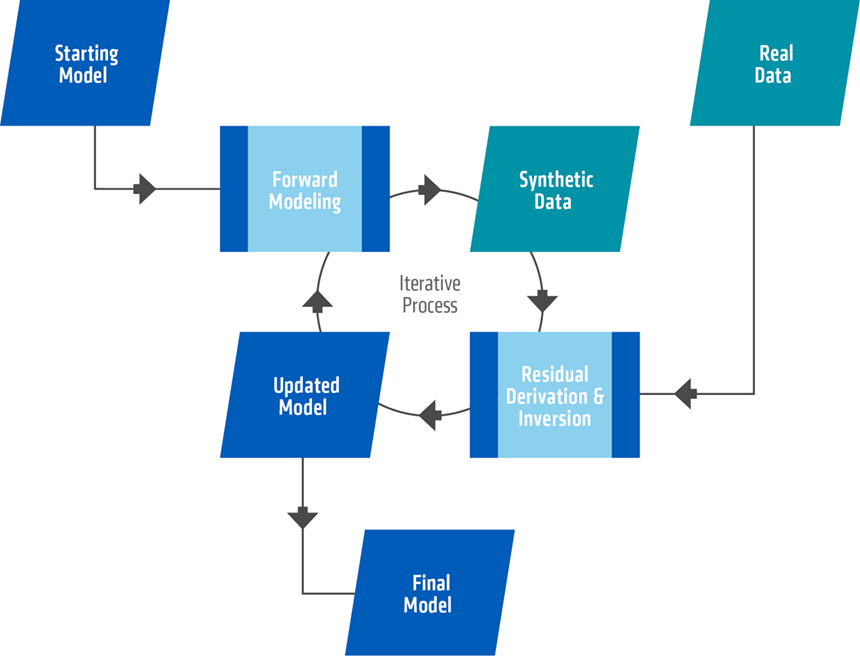 Starting
Model
Real
Data
Forward
Modeling
Synthetic
Data
Iterative
Process
Updated
Model
Residual
Derivation &
Inversion
Final
Model